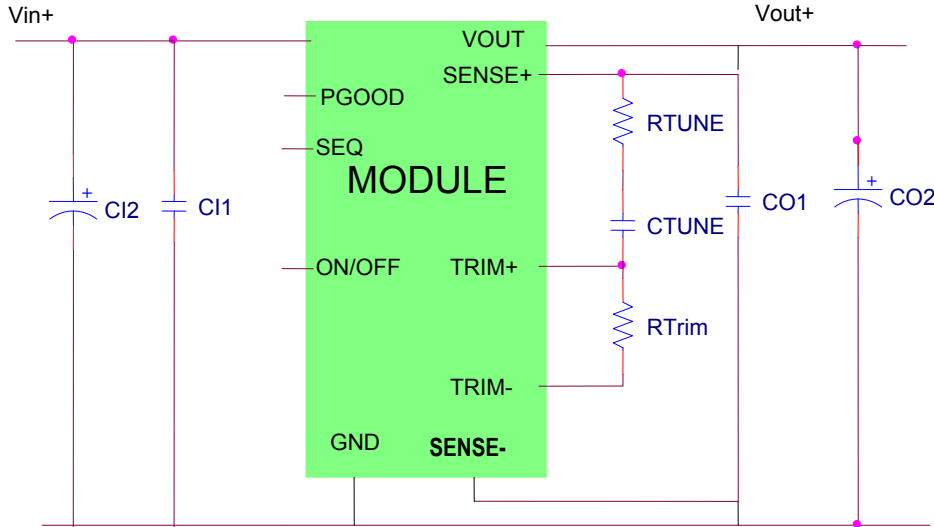 Vin+
Vout+
VOUT
SENSE+
PGOOD
RTUNE
SEQ
MODULE
+
CI2
CI1
CTUNE
CO1
+
CO2
ON/OFF
TRIM+
RTrim
TRIM-
GND
SENSE-